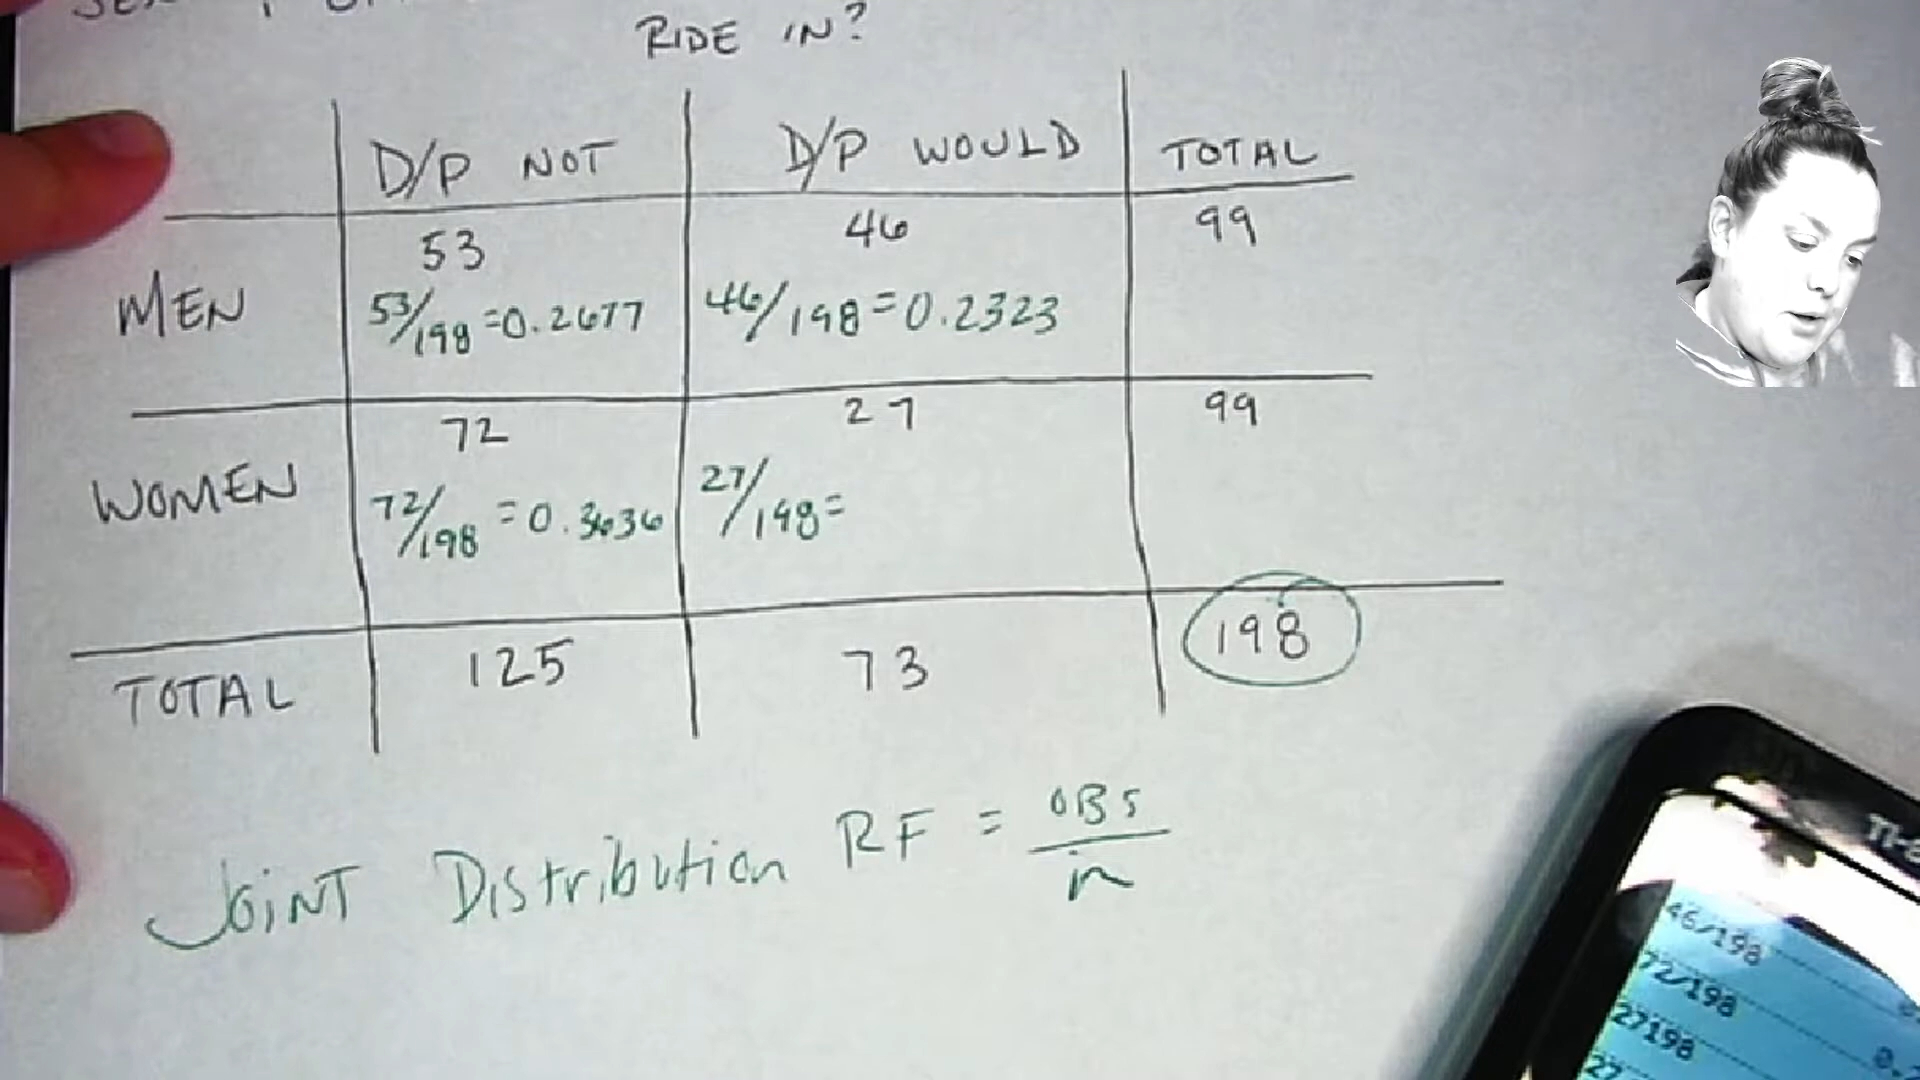 RIDE IN?
D/P NOT
D/P WOULD
TOTAL
MEN
53
46
99
53/198=0.2677
46/198=0.2323
WOMEN
72
27
99
72/198=0.3636
27/198=
TOTAL
125
73
198
JOINT Distribution RF = OBS
n
46/198
72/198
27198
27